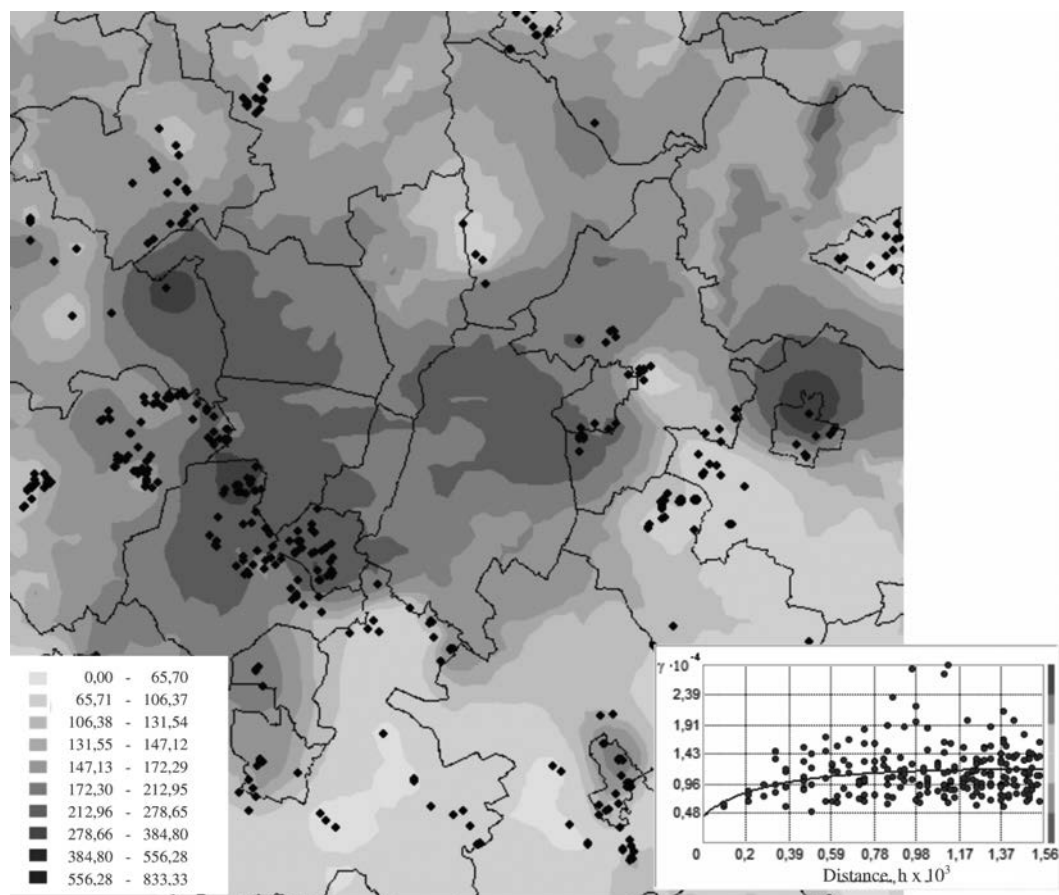 0,00 - 65,70
65,71 - 106,37
106,38 - 131,54
131,55 - 147,12
147,13 - 172,29
172,30 - 212,95
212,96 - 278,65
278,66 - 384,80
384,80 - 556,28
556,28 - 833,33
γ·10⁻⁴
2,39
1,91
1,43
0,96
0,48
0 0,2 0,39 0,59 0,78 0,98 1,17 1,37 1,56
Distance, h x 10³